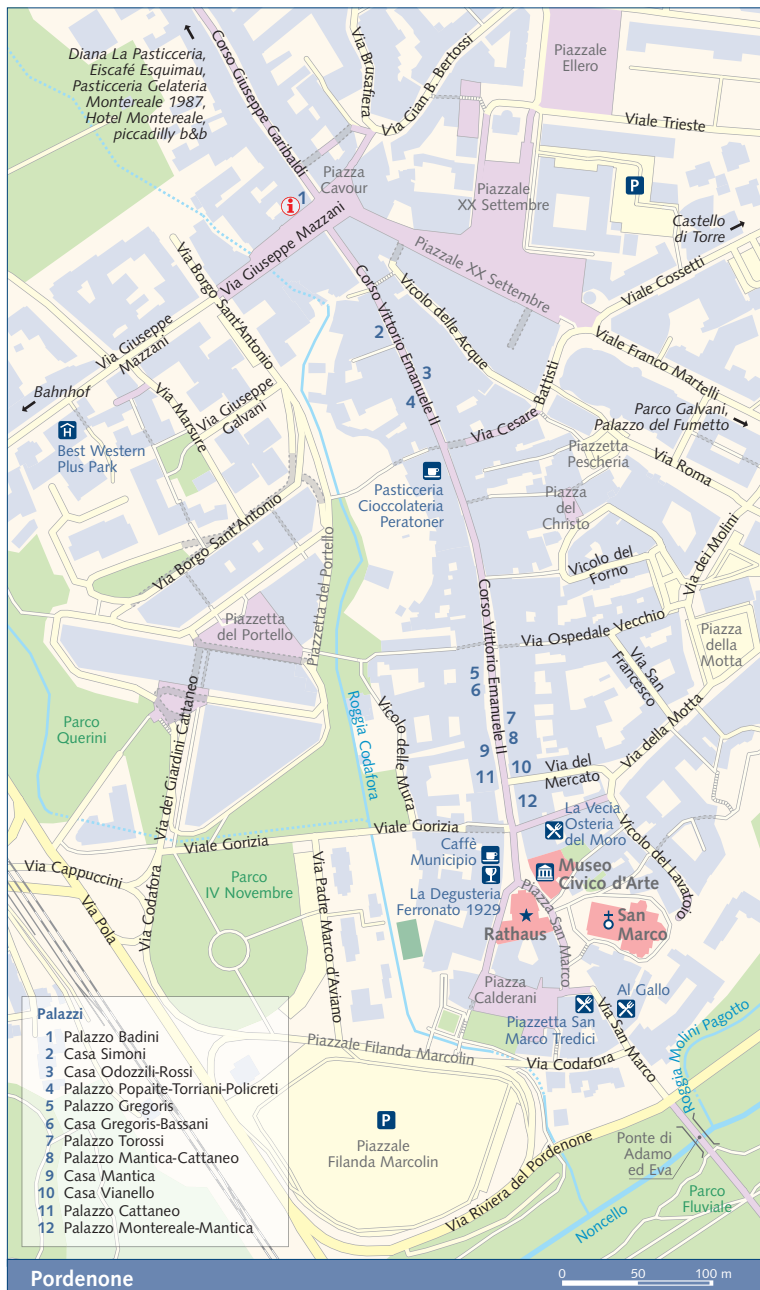 Diana La Pasticceria,
Eiscafé Esquimau,
Pasticceria Gelateria
Montereale 1987,
Hotel Montereale,
piccadilly b&b
Corso Giuseppe Garibaldi
Via Brusafiera
Via Gian B. Bertossi
Piazzale
Ellero
Viale Trieste
P
Piazza
Cavour
i
1
Piazzale
XX Settembre
Castello
di Torre
Via Giuseppe Mazzani
Piazzale XX Settembre
Viale Cossetti
Via Borgo Sant'Antonio
Corso Vittorio Emanuele II
Vicolo delle Acque
2
3
4
Via Giuseppe
Mazzani
Viale Franco Martelli
Bahnhof
Via Marsure
Via Giuseppe
Galvani
Via Cesare Battisti
Parco Galvani,
Palazzo del Fumetto
H
Best Western
Plus Park
Piazzetta
Pescheria
Via Roma
Pasticceria
Cioccolateria
Peratoner
Piazza
del
Christo
Via Borgo Sant'Antonio
Piazzetta del Portello
Vicolo del
Forno
Via dei Molini
Corso Vittorio Emanuele II
Piazzetta
del Portello
Via Ospedale Vecchio
Piazza
della
Motta
Via San
Francesco
5
6
7
8
9
10
11
12
Parco
Querini
Via dei Giardini Cattaneo
Roggia Codafora
Vicolo delle Mura
Via del
Mercato
Via della Motta
La Vecia
Osteria
del Moro
Viale Gorizia
Viale Gorizia
Caffè
Municipio
Museo
Civico d'Arte
Vicolo del Lavatoio
Via Cappuccini
Via Pola
Via Codafora
Parco
IV Novembre
Via Padre Marco d'Aviano
La Degusteria
Ferronato 1929
Piazza San Marco
Rathaus
San
Marco
Piazza
Calderani
Al Gallo
Piazzetta San
Marco Tredici
Via San Marco
Roggia Molini Pagotto
Piazzale Filanda Marcolin
Via Codafora
P
Piazzale
Filanda Marcolin
Via Riviera del Pordenone
Ponte di
Adamo
ed Eva
Noncello
Parco
Fluviale
Palazzi
1 Palazzo Badini
2 Casa Simoni
3 Casa Odozzili-Rossi
4 Palazzo Popaite-Torriani-Policreti
5 Palazzo Gregoris
6 Casa Gregoris-Bassani
7 Palazzo Torossi
8 Palazzo Mantica-Cattaneo
9 Casa Mantica
10 Casa Vianello
11 Palazzo Cattaneo
12 Palazzo Montereale-Mantica
Pordenone
0 50 100 m